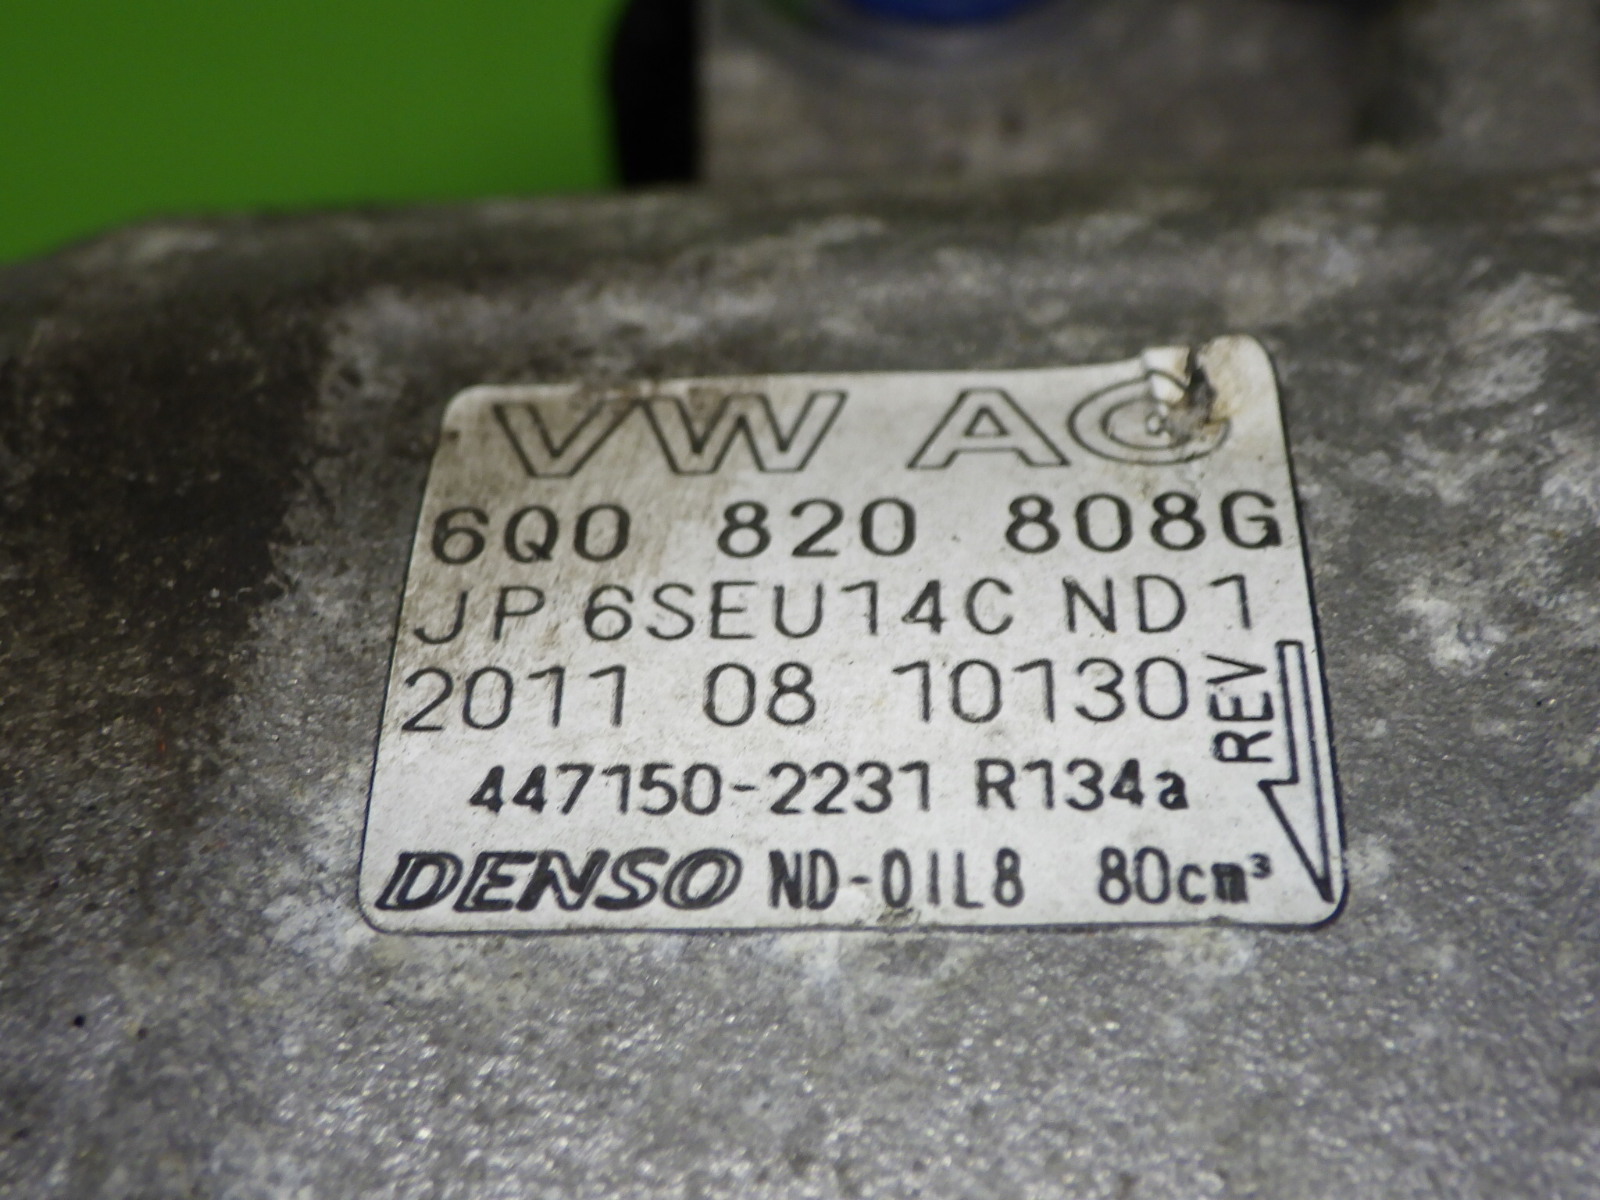 VW AG
6Q0 820 808G
JP 6SEU14C ND1
2011 08 10130
REV
447150-2231 R134a
DENSO ND-OIL8 80cm³